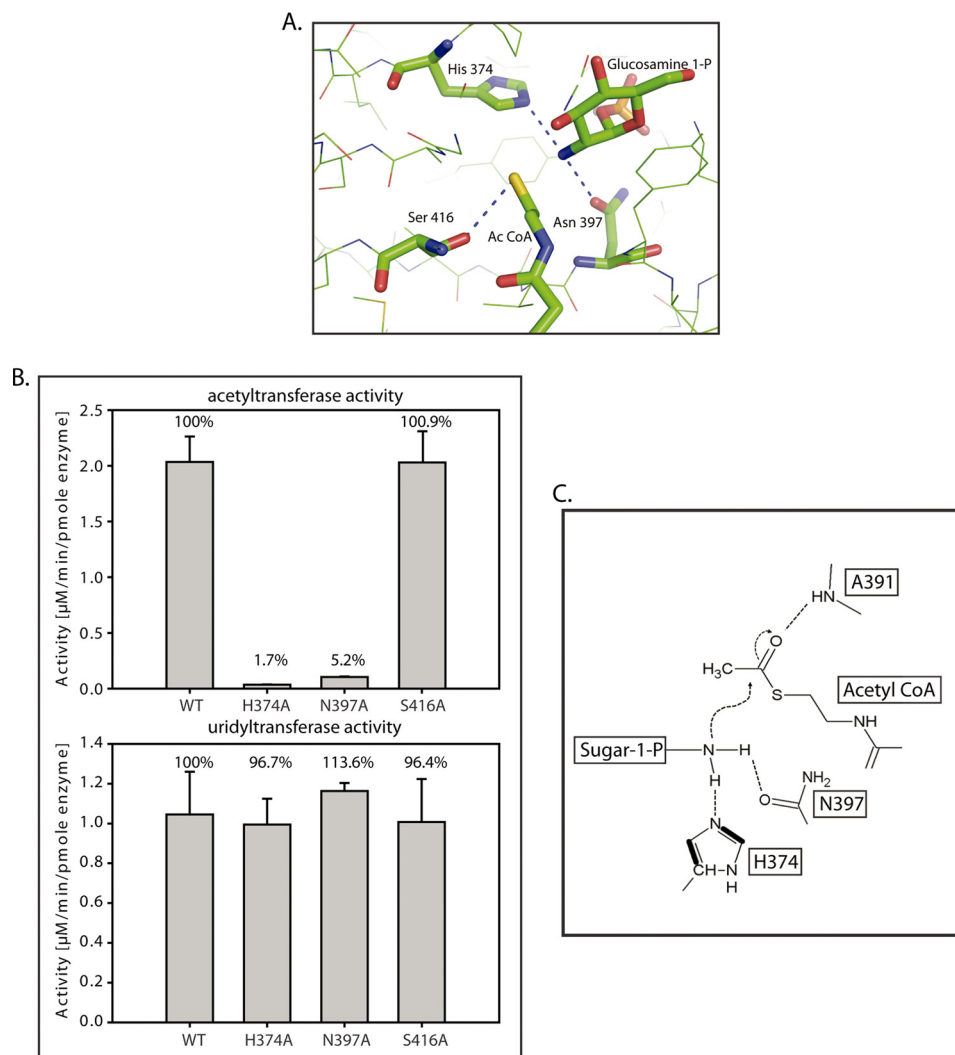 A.
His 374
Glucosamine 1-P
Ser 416
Ac CoA
Asn 397
B.
acetyltransferase activity
Activity [µM/min/pmole enzyme]
2.5
2.0
1.5
1.0
0.5
0.0
100%
1.7%
5.2%
100.9%
WT
H374A
N397A
S416A
uridyltransferase activity
Activity [µM/min/pmole enzyme]
1.4
1.2
1.0
0.8
0.6
0.4
0.2
0.0
100%
96.7%
113.6%
96.4%
WT
H374A
N397A
S416A
C.
A391
HN
O
H₃C
S
Acetyl CoA
NH
Sugar-1-P
N
H
H
NH₂
O
N397
N
H374
CH
N
H